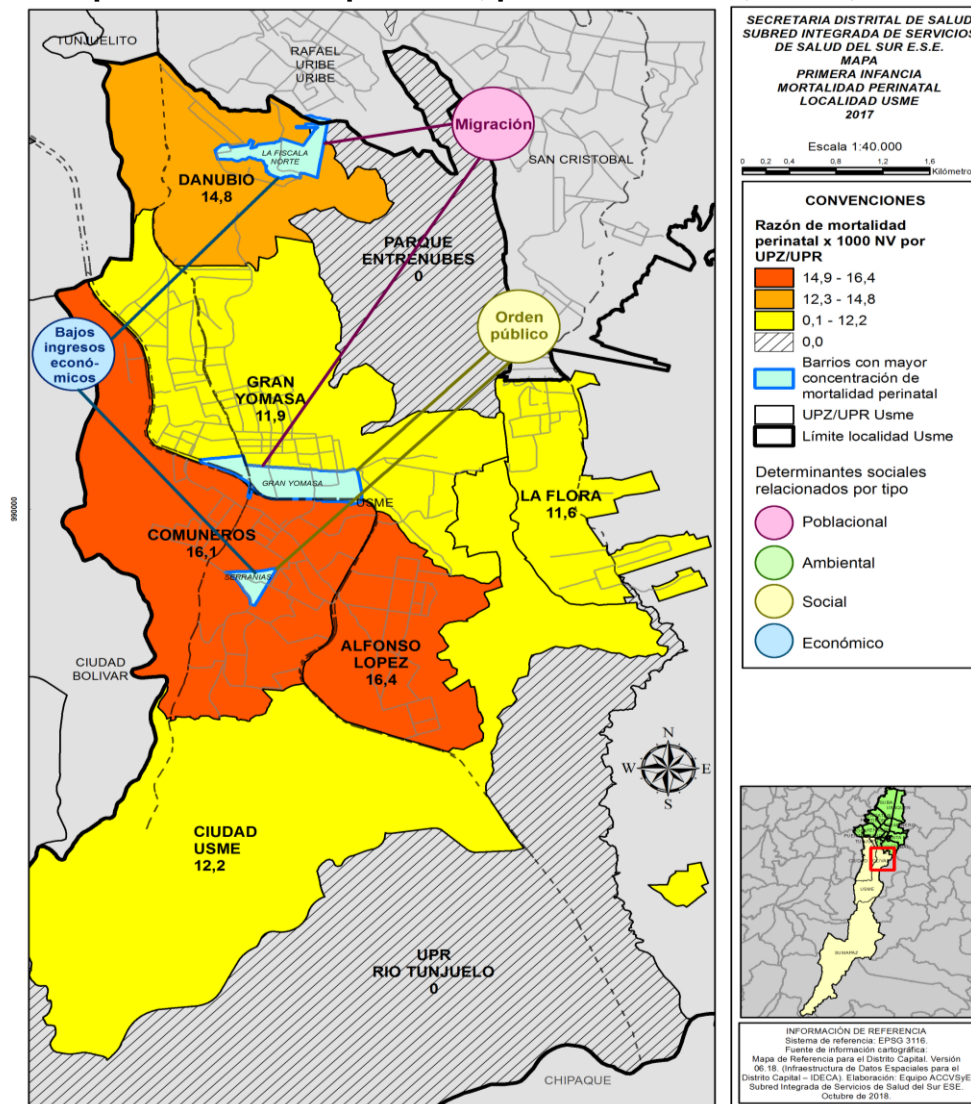 SECRETARIA DISTRITAL DE SALUD
SUBRED INTEGRADA DE SERVICIOS
DE SALUD DEL SUR E.S.E.
MAPA
PRIMERA INFANCIA
MORTALIDAD PERINATAL
LOCALIDAD USME
2017
Escala 1:40.000
0 0,2 0,4 0,8 1,2 1,6
Kilómetro
CONVENCIONES
Razón de mortalidad
perinatal x 1000 NV por
UPZ/UPR
14,9 - 16,4
12,3 - 14,8
0,1 - 12,2
0,0
Barrios con mayor
concentración de
mortalidad perinatal
UPZ/UPR Usme
Límite localidad Usme
Determinantes sociales
relacionados por tipo
Poblacional
Ambiental
Social
Económico
TUNJUELITO
RAFAEL
URIBE
URIBE
Migración
SAN CRISTOBAL
LA FISCALA
NORTE
DANUBIO
14,8
PARQUE
ENTRENUBES
0
Orden
público
Bajos
ingresos
econó-
micos
GRAN
YOMASA
11,9
GRAN YOMASA
USME
LA FLORA
11,6
990000
COMUNEROS
16,1
SERRANIAS
ALFONSO
LOPEZ
16,4
CIUDAD
BOLIVAR
N
W E
S
CIUDAD
USME
12,2
UPR
RIO TUNJUELO
0
CHIPAQUE
USME
SUMAPAZ
INFORMACIÓN DE REFERENCIA
Sistema de referencia: EPSG 3116.
Fuente de información cartográfica:
Mapa de Referencia para el Distrito Capital. Versión
06.18. (Infraestructura de Datos Espaciales para el
Distrito Capital – IDECA). Elaboración: Equipo ACCVSyE
Subred Integrada de Servicios de Salud del Sur ESE.
Octubre de 2018.